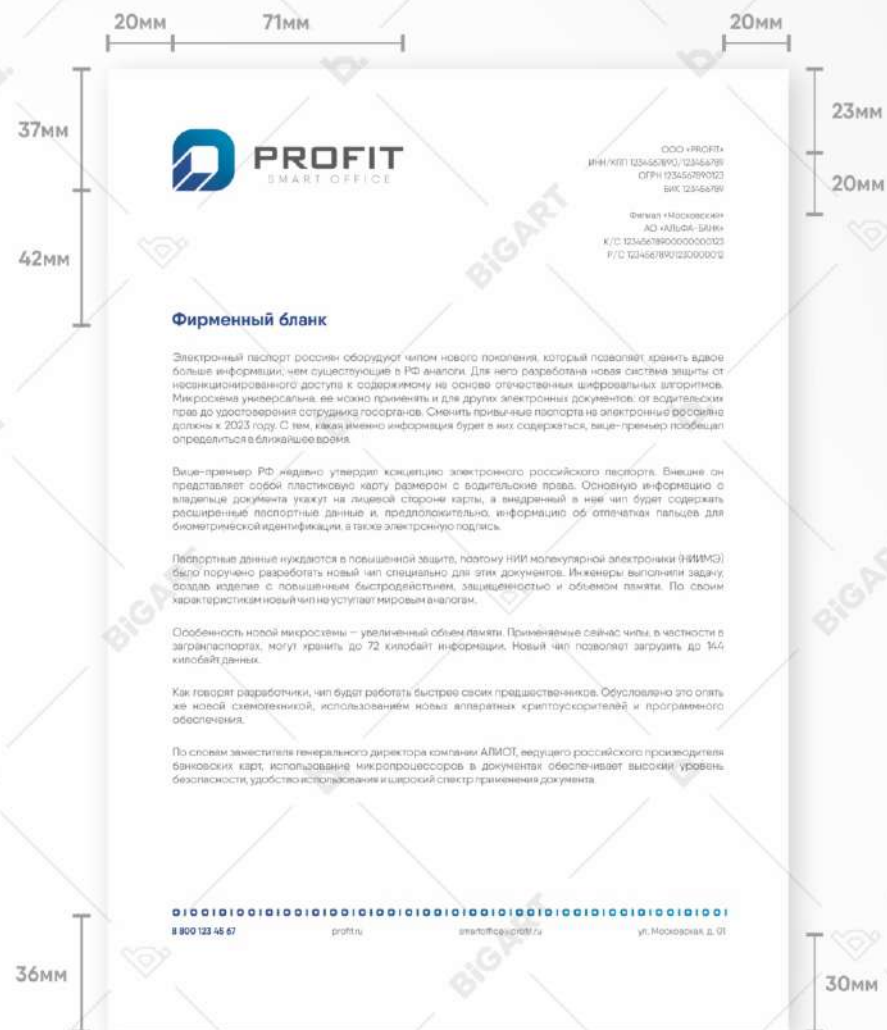 20мм 71мм 20мм
37мм
23мм
20мм
42мм
PROFIT
SMART OFFICE
ООО «PROFIT»
ИНН/КПП 1234567890/123456789
ОГРН 1234567890123
БИК 123456789
Филиал «Московский»
АО «АЛЬФА-БАНК»
К/С 12345678900000000123
Р/С 12345678901230000012
BIGART
Фирменный бланк
Электронный паспорт россиян оборудуют чипом нового поколения, который позволяет хранить вдвое
больше информации, чем существующие в РФ аналоги. Для него разработана новая система защиты от
несанкционированного доступа к содержимому на основе отечественных шифровальных алгоритмов.
Микросхема универсальна, ее можно применять и для других электронных документов: от водительских
прав до удостоверения сотрудника госорганов. Сменить привычные паспорта на электронные россияне
должны к 2023 году. С тем, какая именно информация будет в них содержаться, вице-премьер пообещал
определиться в ближайшее время.
Вице-премьер РФ недавно утвердил концепцию электронного российского паспорта. Внешне он
представляет собой пластиковую карту размером с водительские права. Основную информацию о
владельце документа укажут на лицевой стороне карты, а внедренный в нее чип будет содержать
расширенные паспортные данные и, предположительно, информацию об отпечатках пальцев для
биометрической идентификации, а также электронную подпись.
Паспортные данные нуждаются в повышенной защите, поэтому НИИ молекулярной электроники (НИИМЭ)
было поручено разработать новый чип специально для этих документов. Инженеры выполнили задачу,
создав изделие с повышенным быстродействием, защищенностью и объемом памяти. По своим
характеристикам новый чип не уступает мировым аналогам.
BIGART
BIGART
Особенность новой микросхемы — увеличенный объем памяти. Применяемые сейчас чипы, в частности в
загранпаспортах, могут хранить до 72 килобайт информации. Новый чип позволяет загрузить до 144
килобайт данных.
Как говорят разработчики, чип будет работать быстрее своих предшественников. Обусловлено это опять
же новой схемотехникой, использованием новых аппаратных криптоускорителей и программного
обеспечения.
По словам заместителя генерального директора компании АЛИОТ, ведущего российского производителя
банковских карт, использование микропроцессоров в документах обеспечивает высокий уровень
безопасности, удобство использования и широкий спектр применения документа.
8 800 123 45 67 profit.ru smartoffice@profit.ru ул. Московская, д. 01
BIGART
36мм
30мм